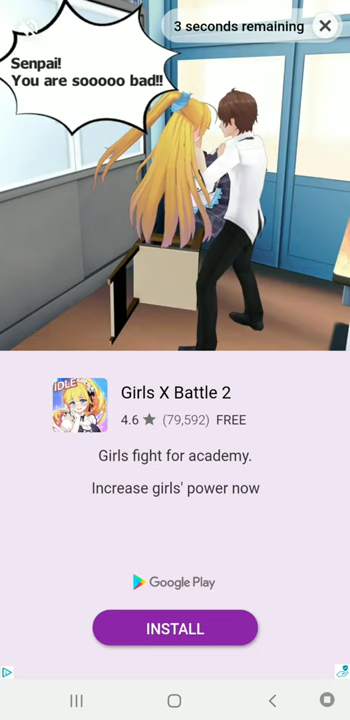 3 seconds remaining
Senpai!
You are sooooo bad!!
IDLE
Girls X Battle 2
4.6 ★ (79,592) FREE
Girls fight for academy.
Increase girls' power now
Google Play
INSTALL